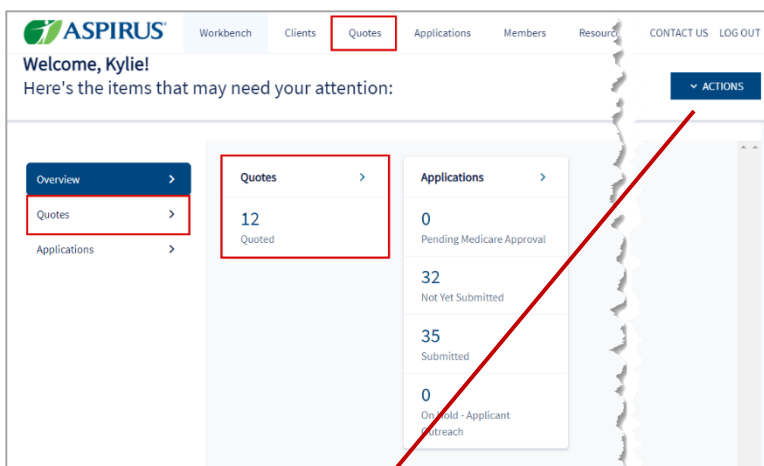 ASPIRUS Workbench Clients Quotes Applications Members CONTACT US LOG OUT
Welcome, Kylie!
Here's the items that may need your attention:
ACTIONS
Overview
Quotes
Applications
Quotes
12
Quoted
Applications
0
Pending Medicare Approval
32
Not Yet Submitted
35
Submitted
0
On Hold - Applicant
Outreach